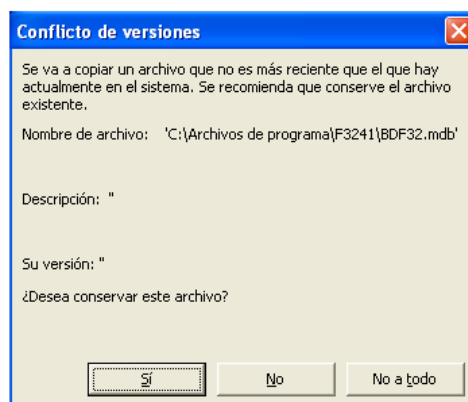 Conflicto de versiones
Se va a copiar un archivo que no es más reciente que el que hay
actualmente en el sistema. Se recomienda que conserve el archivo
existente.
Nombre de archivo: 'C:\Archivos de programa\F3241\BDF32.mdb'
Descripción: ''
Su versión: ''
¿Desea conservar este archivo?
Sí No No a todo